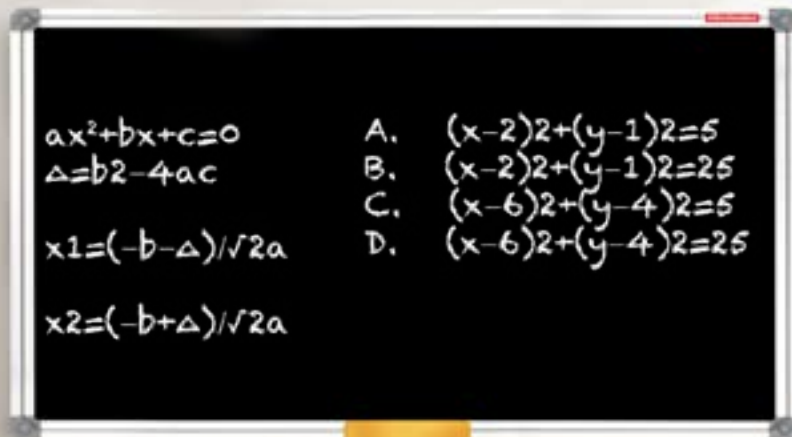 ax²+bx+c=0
△=b2-4ac
x1=(-b-△)/√2a
x2=(-b+△)/√2a
A. (x-2)2+(y-1)2=5
B. (x-2)2+(y-1)2=25
C. (x-6)2+(y-4)2=5
D. (x-6)2+(y-4)2=25